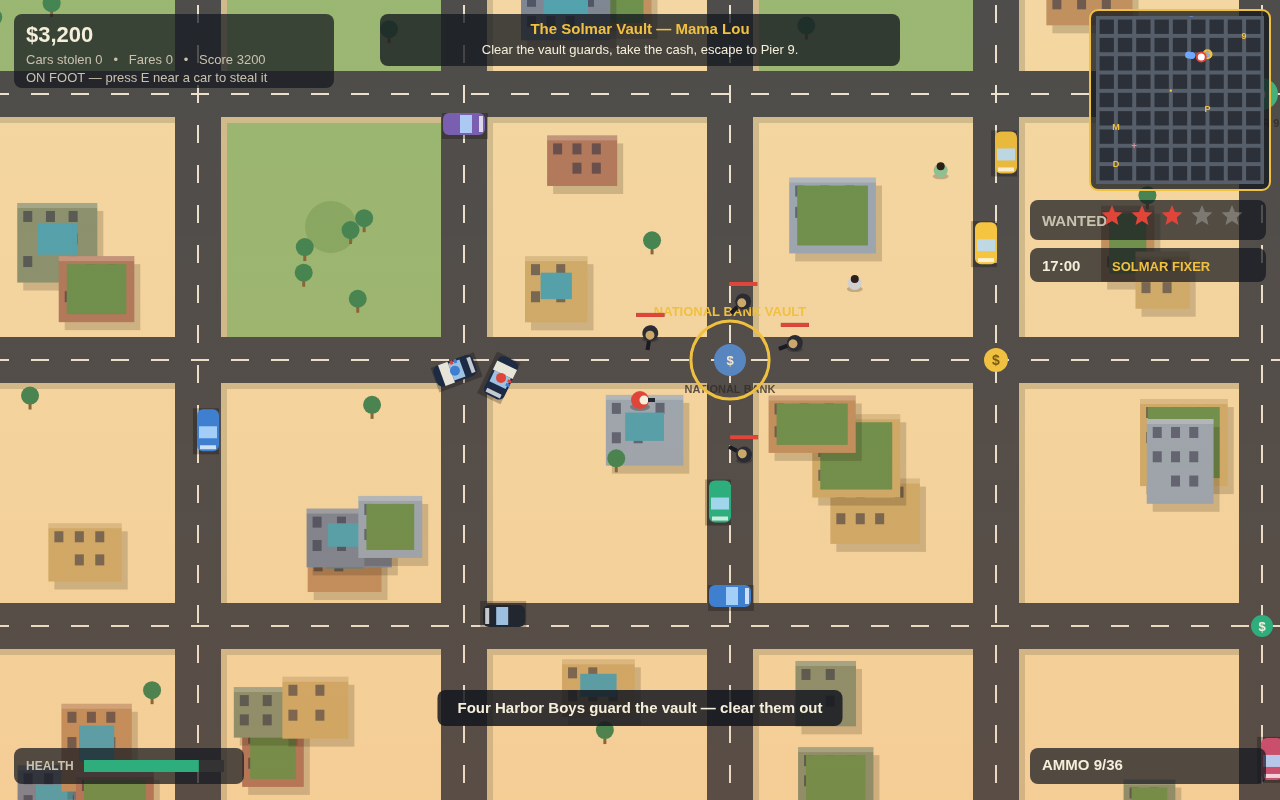 $3,200
Cars stolen 0 • Fares 0 • Score 3200
ON FOOT — press E near a car to steal it
The Solmar Vault — Mama Lou
Clear the vault guards, take the cash, escape to Pier 9.
9
P
M
D
WANTED
17:00 SOLMAR FIXER
NATIONAL BANK VAULT
$
$
NATIONAL BANK
$
Four Harbor Boys guard the vault — clear them out
HEALTH
AMMO 9/36